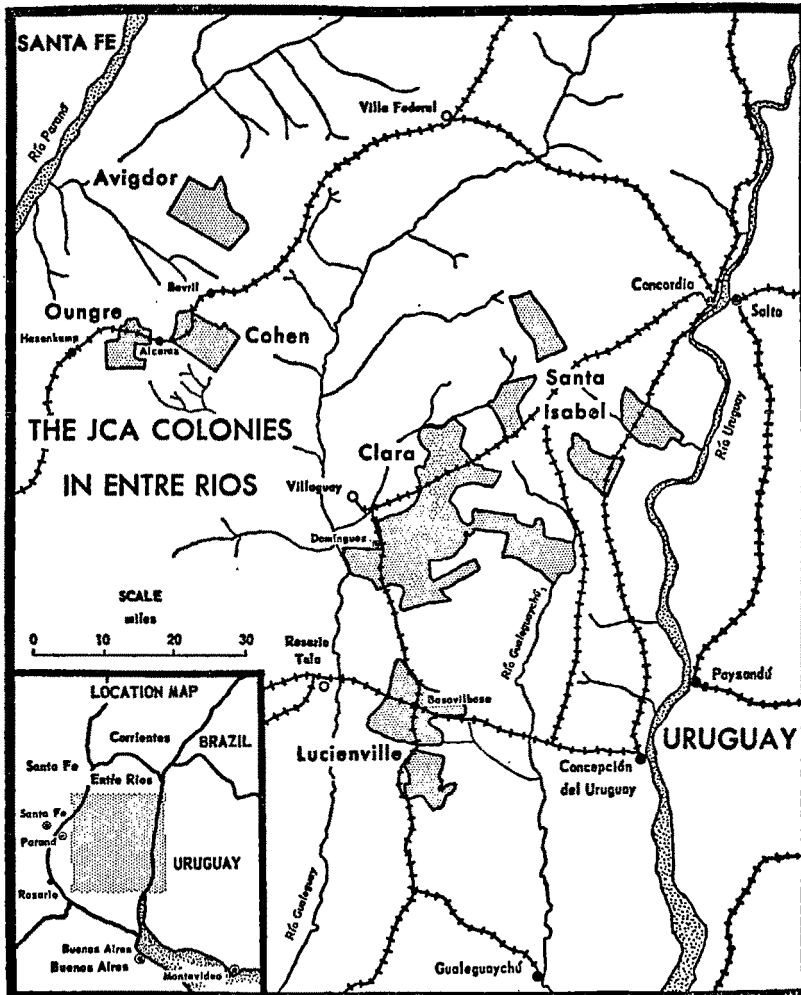 SANTA FE
Río Paraná
Villa Federal
Avigdor
Bovril
Concordia
Salto
Oungre
Hasenkamp
Alcaraz
Cohen
Santa
Isabel
Río Uruguay
THE JCA COLONIES
IN ENTRE RIOS
Clara
Villaguay
Domínguez
SCALE
miles
0 10 20 30
Rosario
Tala
Río Gualeguaychú
Paysandú
Basavilbaso
Lucienville
URUGUAY
Concepción
del Uruguay
Río Gualeguay
Gualeguaychú
LOCATION MAP
Corrientes
BRAZIL
Santa Fe
Entre Ríos
Santa Fe
Paraná
URUGUAY
Rosario
Buenos Aires
Buenos Aires
Montevideo